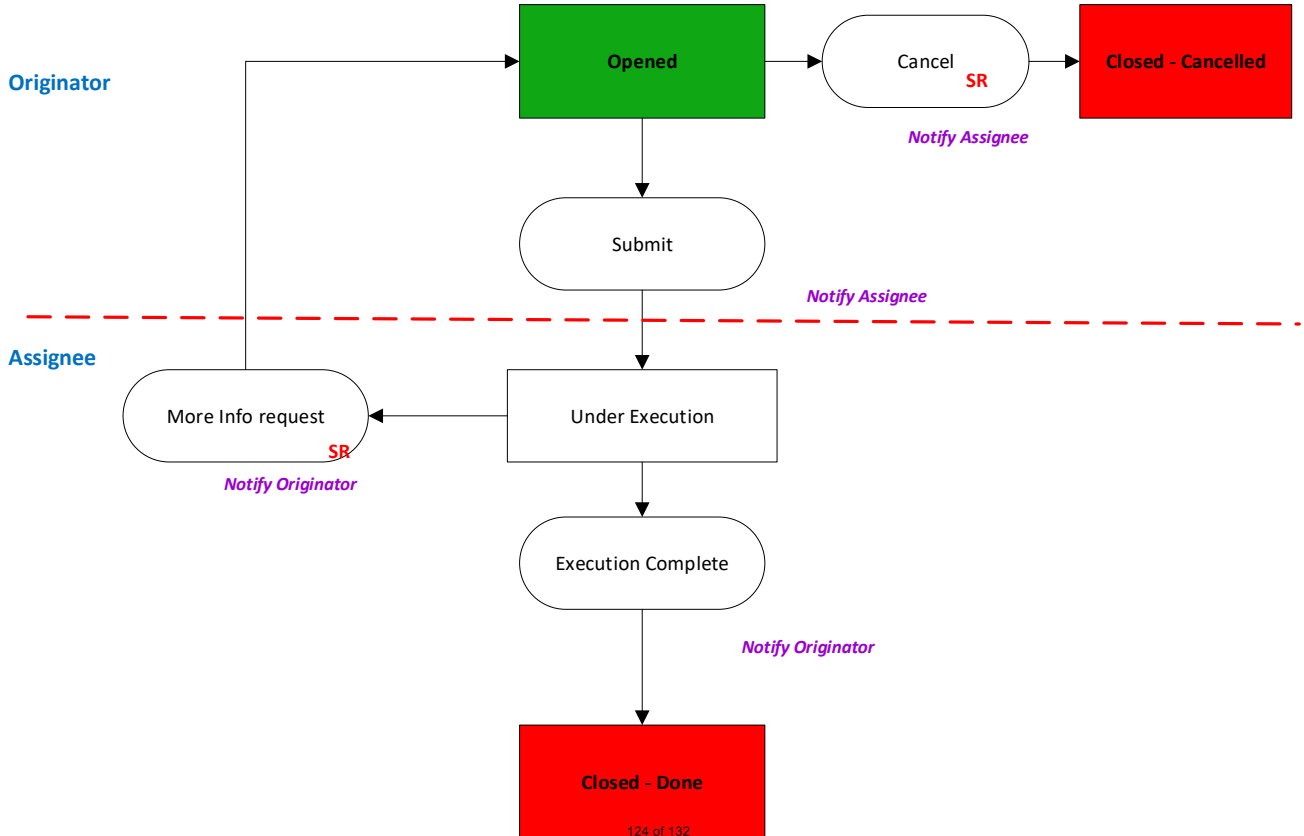 Opened
Cancel
SR
Closed - Cancelled
Originator
Notify Assignee
Submit
Notify Assignee
Assignee
More Info request
SR
Under Execution
Notify Originator
Execution Complete
Notify Originator
Closed - Done
124 of 132